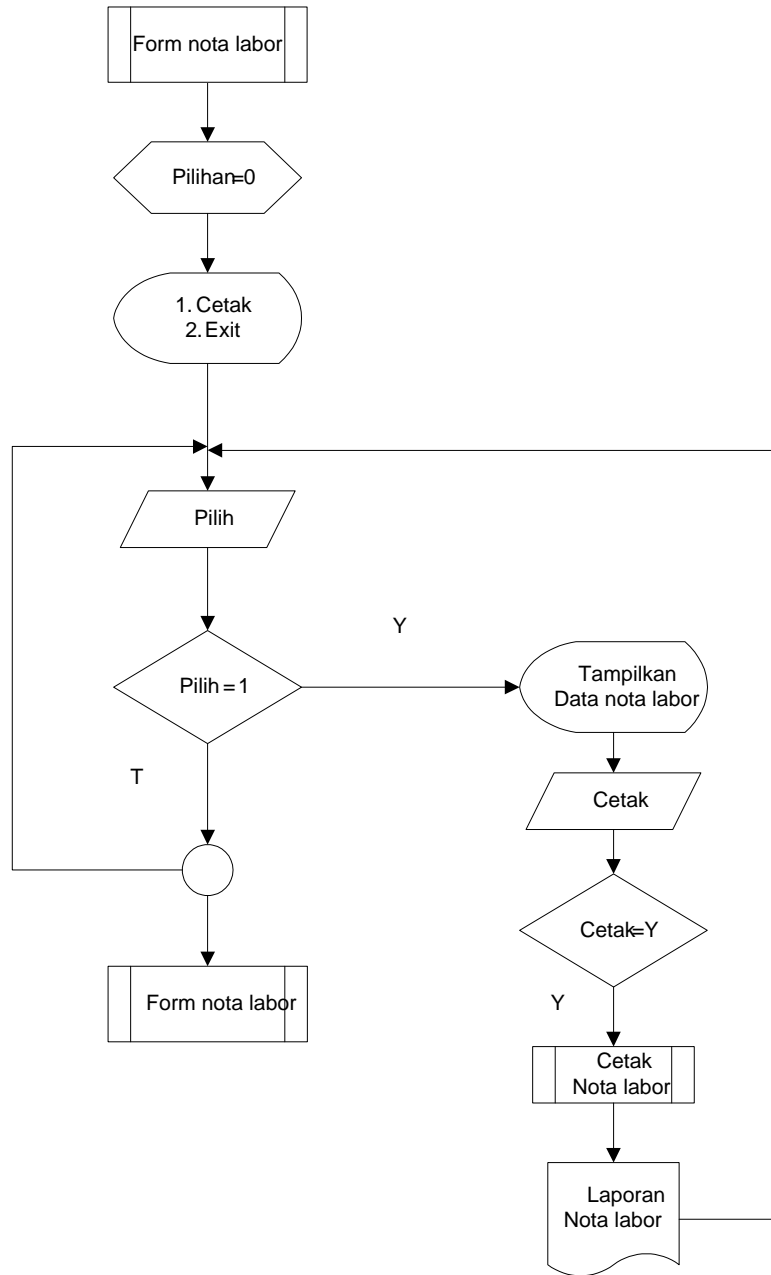 Form nota labor
Pilihan=0
1. Cetak
2. Exit
Pilih
Pilih = 1
Y
T
Form nota labor
Tampilkan
Data nota labor
Cetak
Cetak=Y
Y
Cetak
Nota labor
Laporan
Nota labor